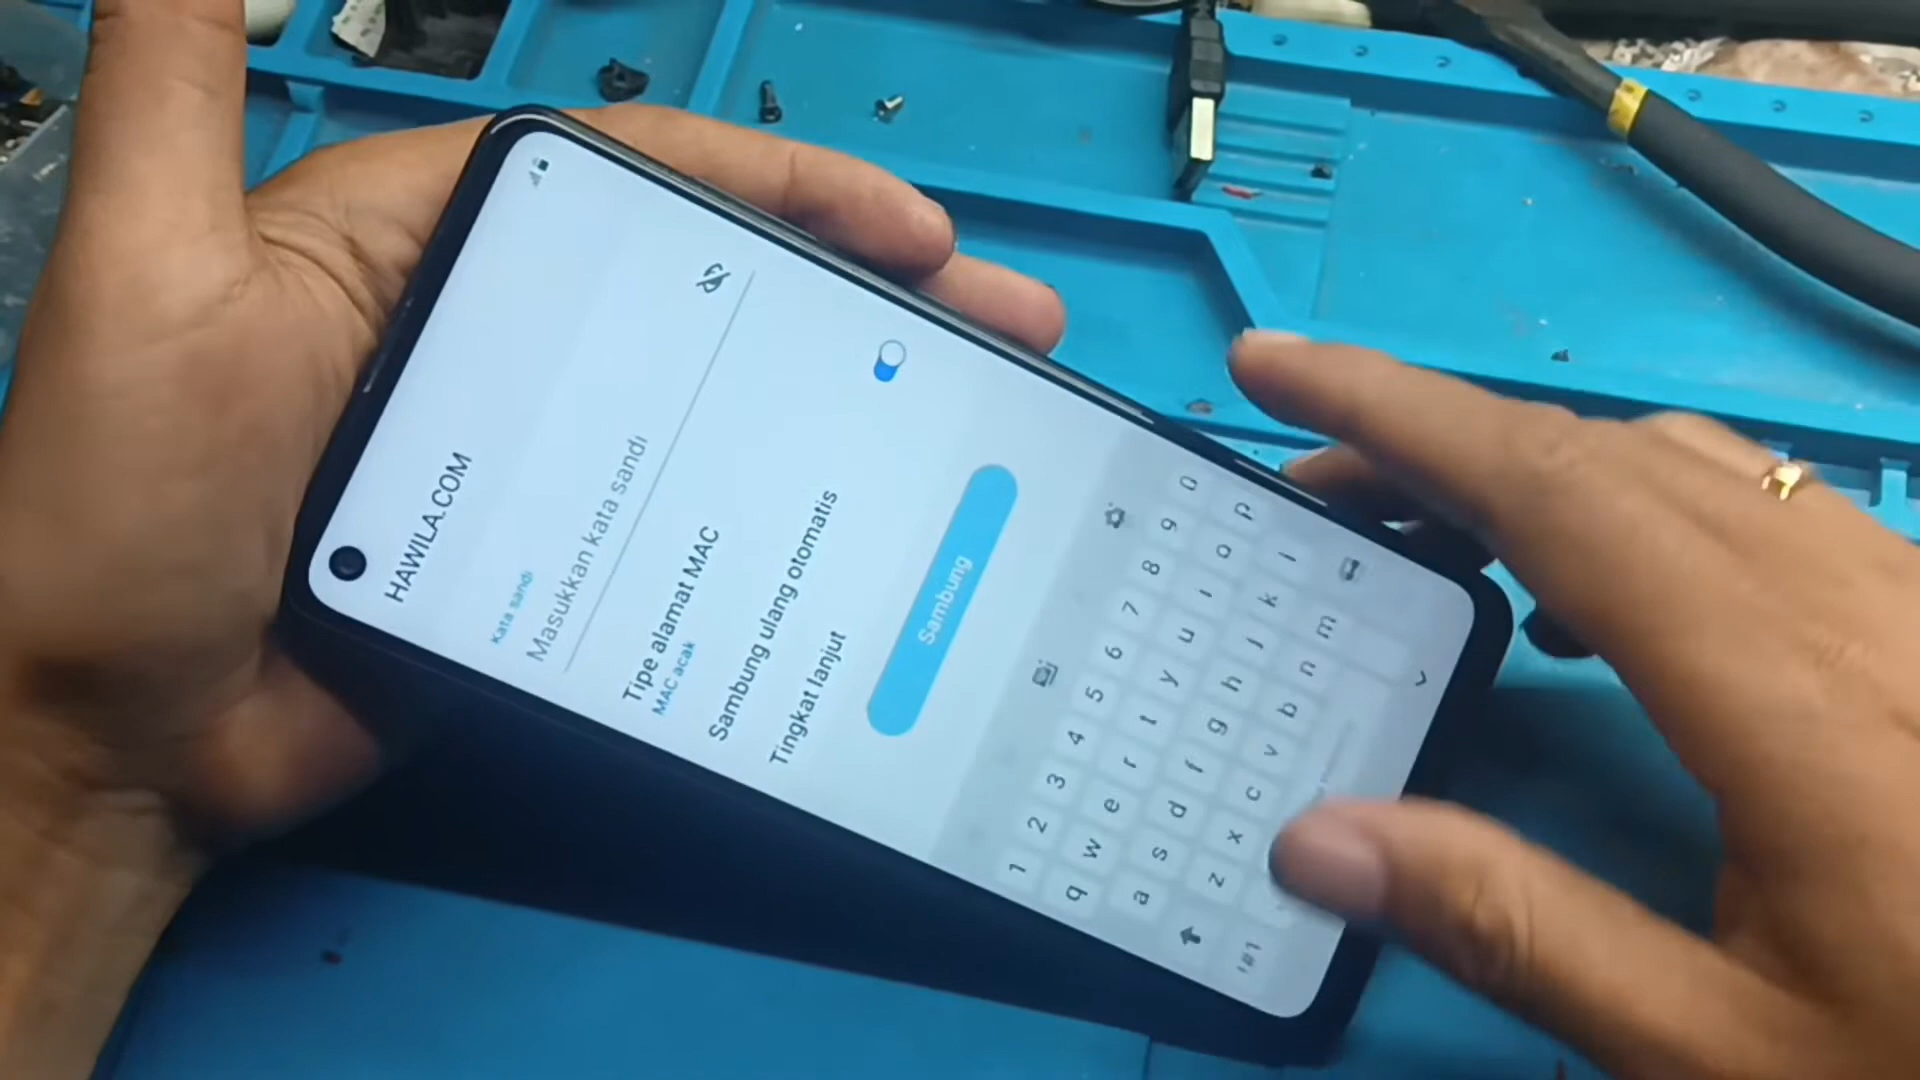 HAWILA.COM
Kata sandi
Masukkan kata sandi
Tipe alamat MAC
MAC acak
Sambung ulang otomatis
Tingkat lanjut
Sambung
1 2 3 4 5 6 7 8 9 0
q w e r t y u i o p
a s d f g h j k l
z x c v b n m
!#1